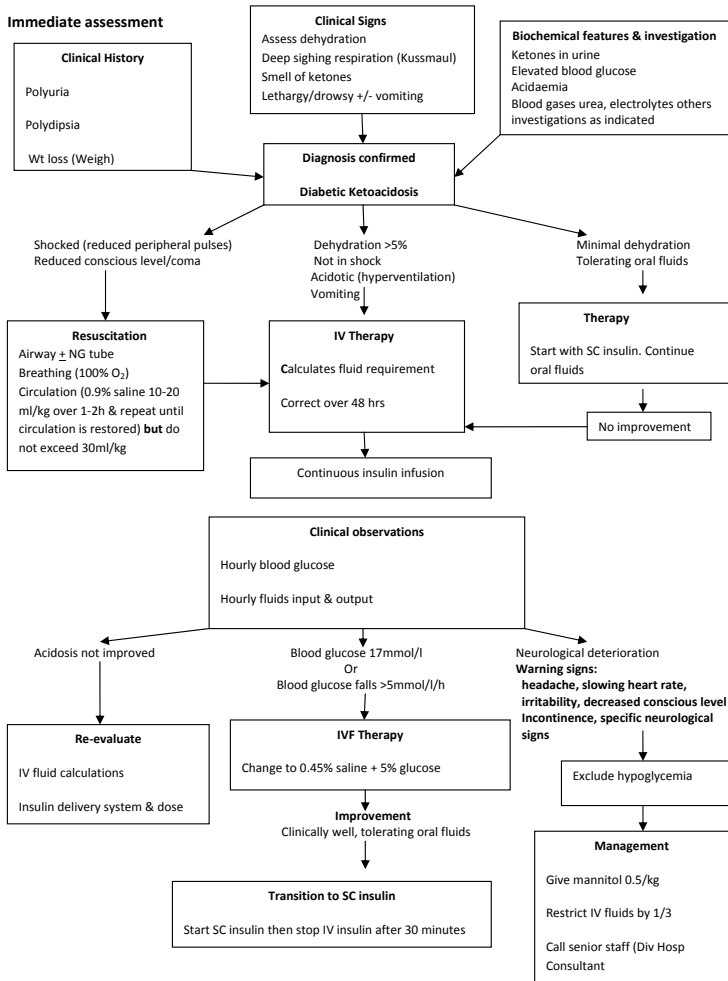 Immediate assessment
Clinical History
Polyuria
Polydipsia
Wt loss (Weigh)
Clinical Signs
Assess dehydration
Deep sighing respiration (Kussmaul)
Smell of ketones
Lethargy/drowsy +/- vomiting
Biochemical features & investigation
Ketones in urine
Elevated blood glucose
Acidaemia
Blood gases urea, electrolytes others
investigations as indicated
Diagnosis confirmed
Diabetic Ketoacidosis
Shocked (reduced peripheral pulses)
Reduced conscious level/coma
Dehydration >5%
Not in shock
Acidotic (hyperventilation)
Vomiting
Minimal dehydration
Tolerating oral fluids
Resuscitation
Airway + NG tube
Breathing (100% O₂)
Circulation (0.9% saline 10-20
ml/kg over 1-2h & repeat until
circulation is restored) but do
not exceed 30ml/kg
IV Therapy
Calculates fluid requirement
Correct over 48 hrs
Therapy
Start with SC insulin. Continue
oral fluids
No improvement
Continuous insulin infusion
Clinical observations
Hourly blood glucose
Hourly fluids input & output
Acidosis not improved
Blood glucose 17mmol/l
Or
Blood glucose falls >5mmol/l/h
Neurological deterioration
Warning signs:
headache, slowing heart rate,
irritability, decreased conscious level
Incontinence, specific neurological
signs
Re-evaluate
IV fluid calculations
Insulin delivery system & dose
IVF Therapy
Change to 0.45% saline + 5% glucose
Exclude hypoglycemia
Improvement
Clinically well, tolerating oral fluids
Transition to SC insulin
Start SC insulin then stop IV insulin after 30 minutes
Management
Give mannitol 0.5/kg
Restrict IV fluids by 1/3
Call senior staff (Div Hosp
Consultant